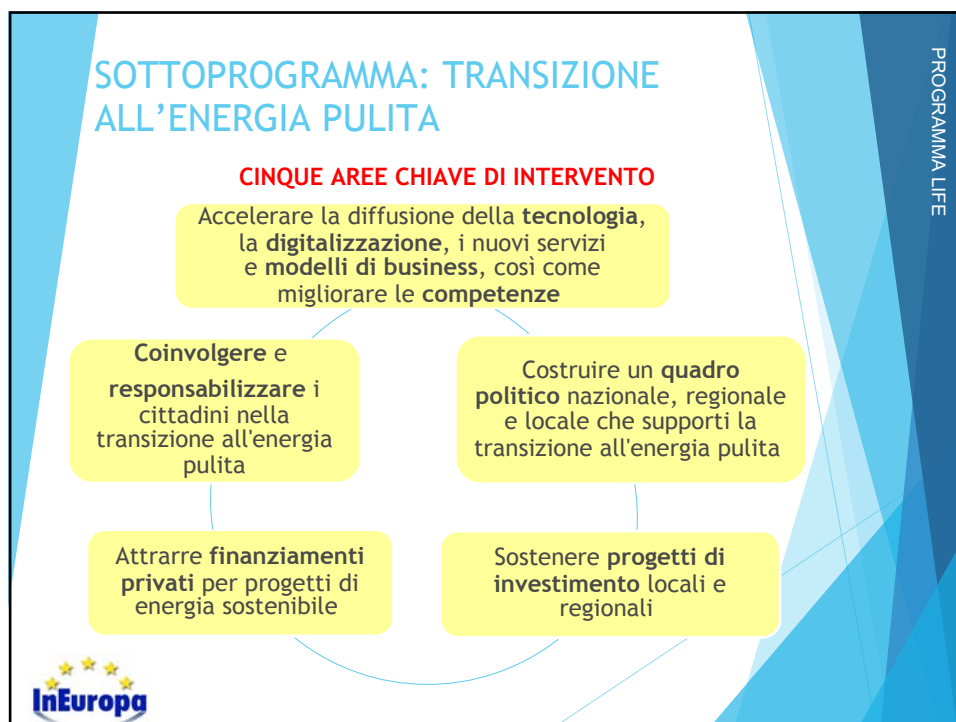 SOTTOPROGRAMMA: TRANSIZIONE
ALL'ENERGIA PULITA
PROGRAMMA LIFE
CINQUE AREE CHIAVE DI INTERVENTO
Accelerare la diffusione della tecnologia,
la digitalizzazione, i nuovi servizi
e modelli di business, così come
migliorare le competenze
Coinvolgere e
responsabilizzare i
cittadini nella
transizione all'energia
pulita
Costruire un quadro
politico nazionale, regionale
e locale che supporti la
transizione all'energia pulita
Attrarre finanziamenti
privati per progetti di
energia sostenibile
Sostenere progetti di
investimento locali e
regionali
InEuropa